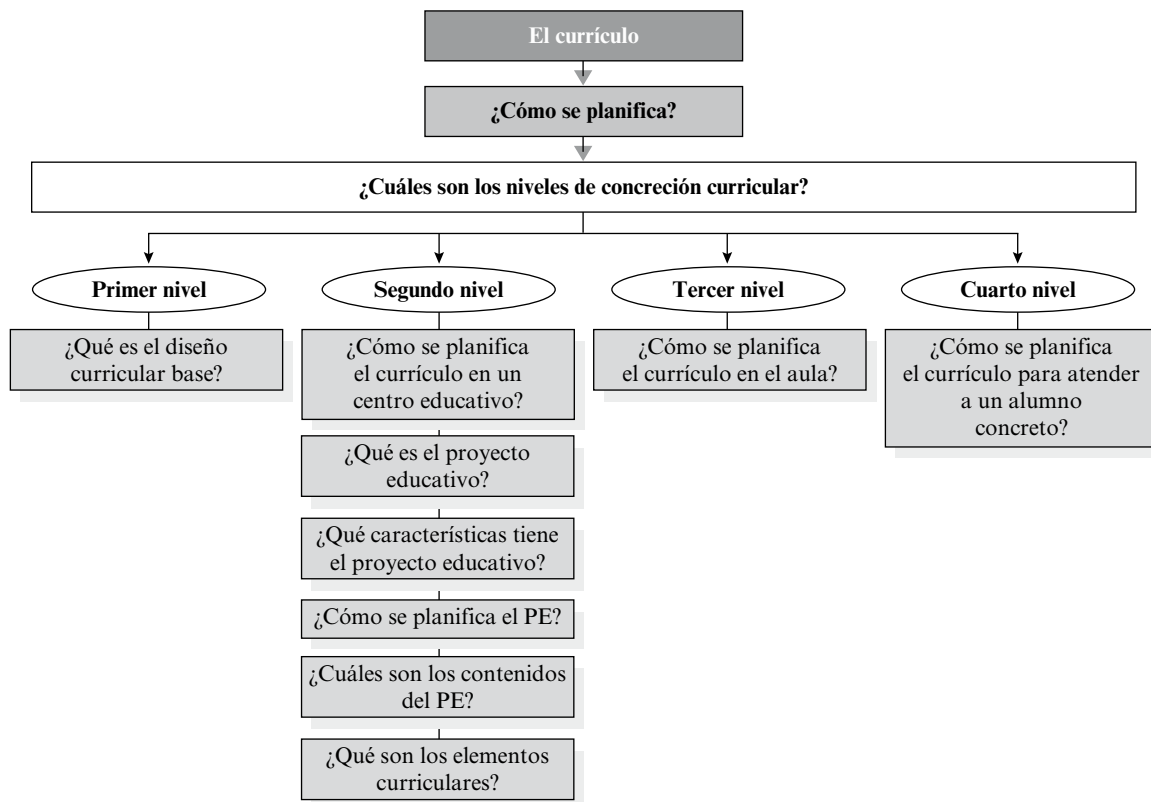 El currículo
¿Cómo se planifica?
¿Cuáles son los niveles de concreción curricular?
Primer nivel
¿Qué es el diseño
curricular base?
Segundo nivel
¿Cómo se planifica
el currículo en un
centro educativo?
¿Qué es el proyecto
educativo?
¿Qué características tiene
el proyecto educativo?
¿Cómo se planifica el PE?
¿Cuáles son los contenidos
del PE?
¿Qué son los elementos
curriculares?
Tercer nivel
¿Cómo se planifica
el currículo en el aula?
Cuarto nivel
¿Cómo se planifica
el currículo para atender
a un alumno
concreto?